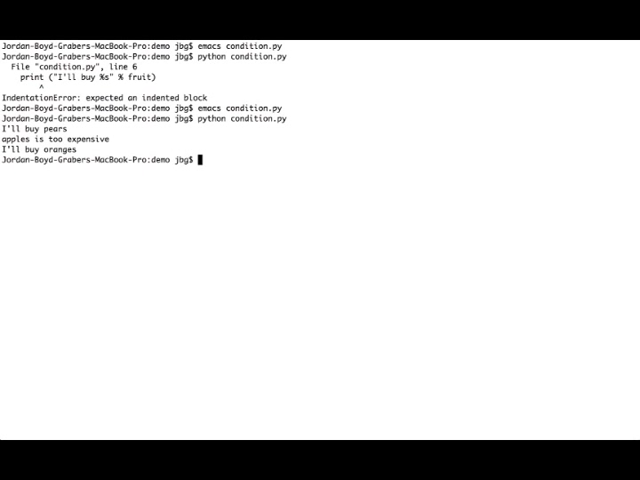 Jordan-Boyd-Grabers-MacBook-Pro:demo jbg$ emacs condition.py
Jordan-Boyd-Grabers-MacBook-Pro:demo jbg$ python condition.py
File "condition.py", line 6
print ("I'll buy %s" % fruit)
^
IndentationError: expected an indented block
Jordan-Boyd-Grabers-MacBook-Pro:demo jbg$ emacs condition.py
Jordan-Boyd-Grabers-MacBook-Pro:demo jbg$ python condition.py
I'll buy pears
apples is too expensive
I'll buy oranges
Jordan-Boyd-Grabers-MacBook-Pro:demo jbg$